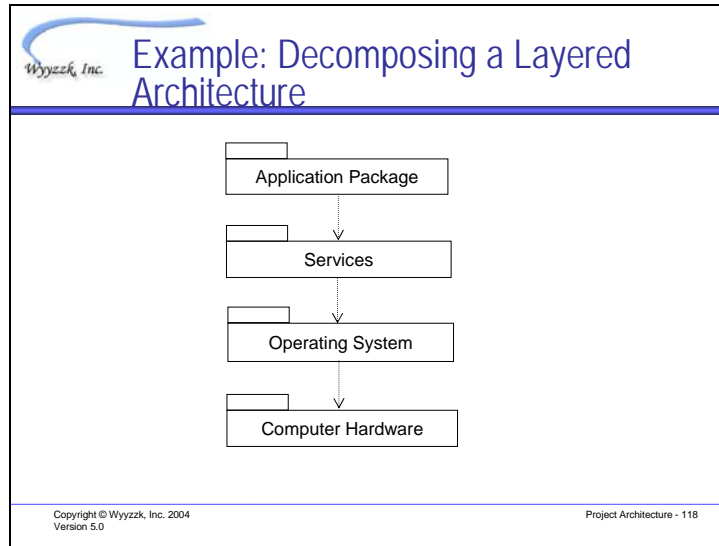 Wyyzzk, Inc.
Example: Decomposing a Layered
Architecture
Application Package
Services
Operating System
Computer Hardware
Copyright © Wyyzzk, Inc. 2004
Version 5.0
Project Architecture - 118